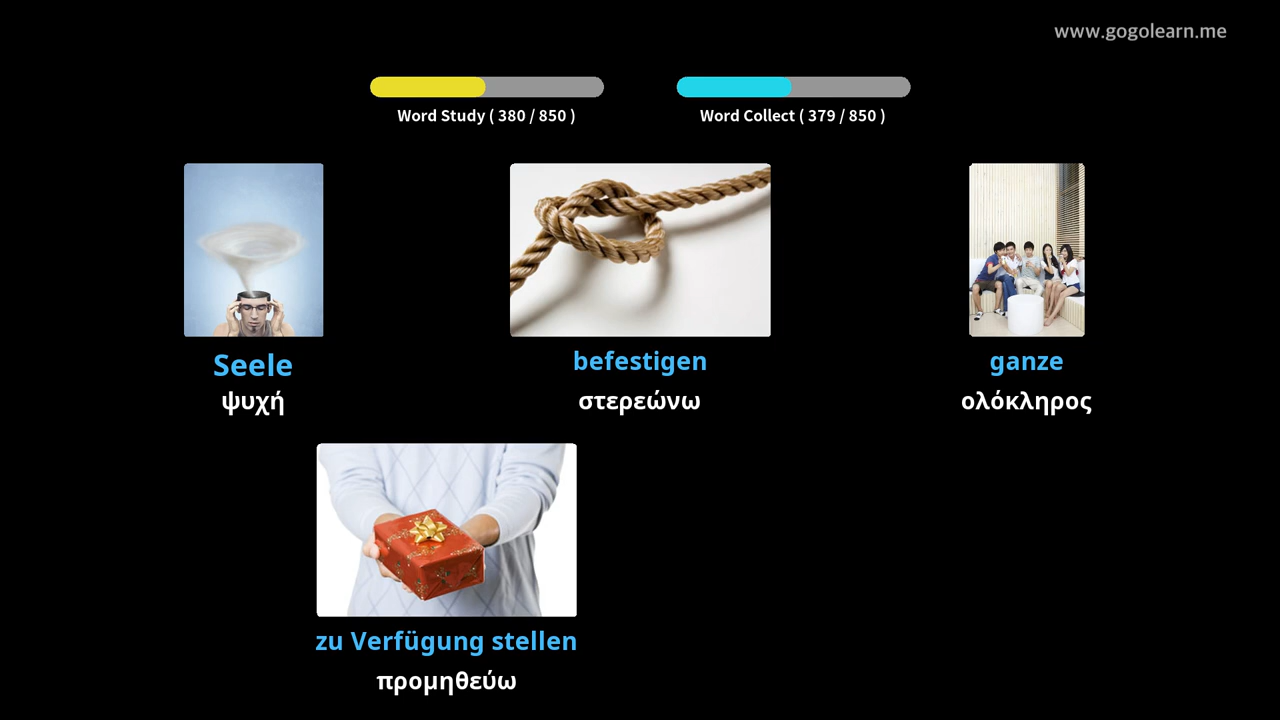 www.gogolearn.me
Word Study ( 380 / 850 )
Word Collect ( 379 / 850 )
Seele
ψυχή
befestigen
στερεώνω
ganze
ολόκληρος
zu Verfügung stellen
προμηθεύω